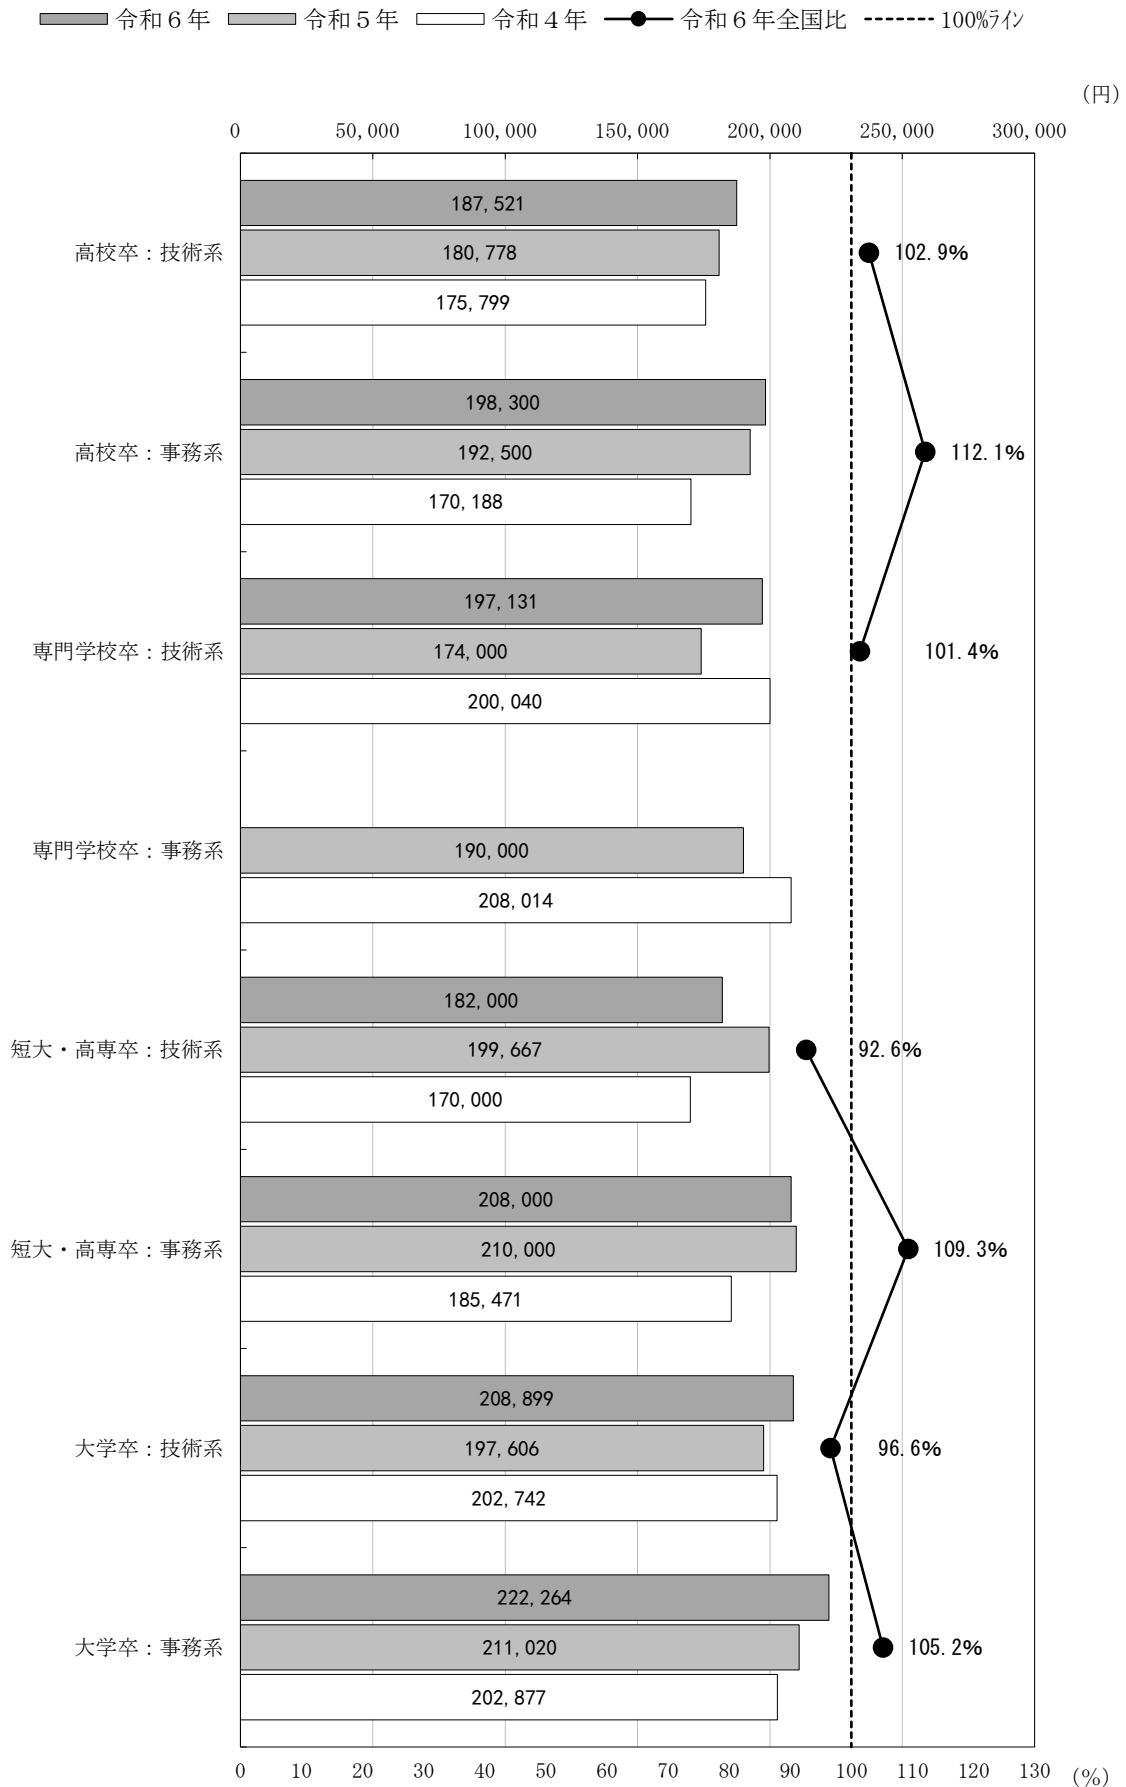 令和６年 令和５年 令和４年 令和６年全国比 100%ﾗｲﾝ
（円）
0 50,000 100,000 150,000 200,000 250,000 300,000
187,521
高校卒：技術系 180,778 102.9%
175,799
198,300
高校卒：事務系 192,500 112.1%
170,188
197,131
専門学校卒：技術系 174,000 101.4%
200,040
専門学校卒：事務系 190,000
208,014
182,000
短大・高専卒：技術系 199,667 92.6%
170,000
208,000
短大・高専卒：事務系 210,000 109.3%
185,471
208,899
大学卒：技術系 197,606 96.6%
202,742
222,264
大学卒：事務系 211,020 105.2%
202,877
0 10 20 30 40 50 60 70 80 90 100 110 120 130 （%）